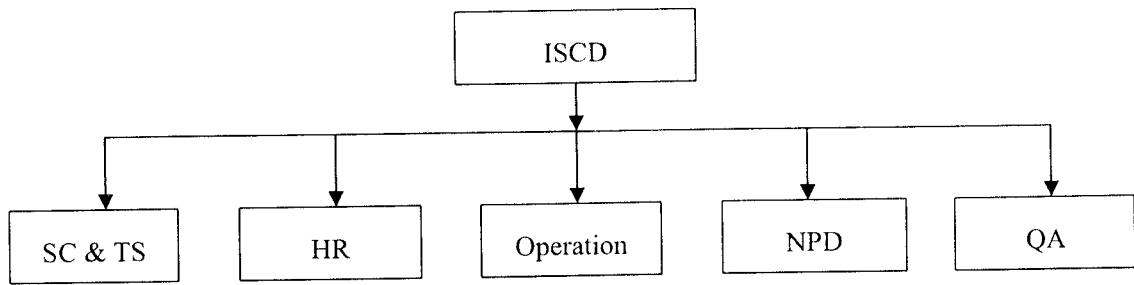 ISCD
SC & TS
HR
Operation
NPD
QA